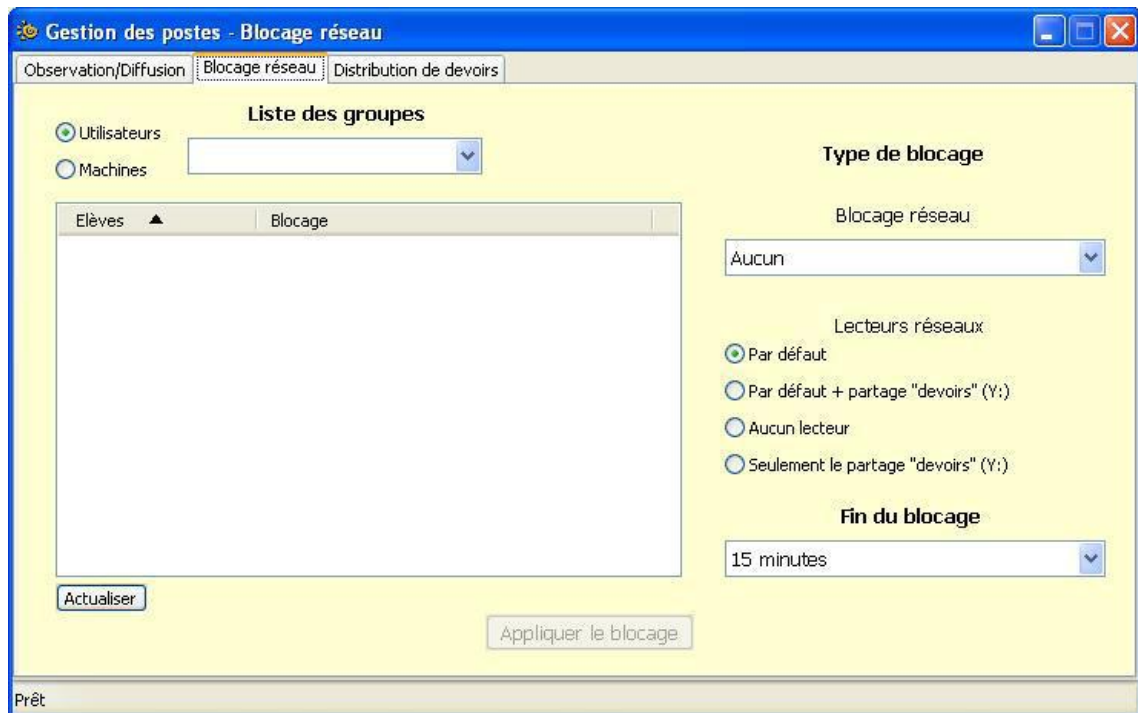 Gestion des postes - Blocage réseau
Observation/Diffusion Blocage réseau Distribution de devoirs
Liste des groupes
Utilisateurs
Machines
Elèves Blocage
Actualiser
Type de blocage
Blocage réseau
Aucun
Lecteurs réseaux
Par défaut
Par défaut + partage "devoirs" (Y:)
Aucun lecteur
Seulement le partage "devoirs" (Y:)
Fin du blocage
15 minutes
Appliquer le blocage
Prêt